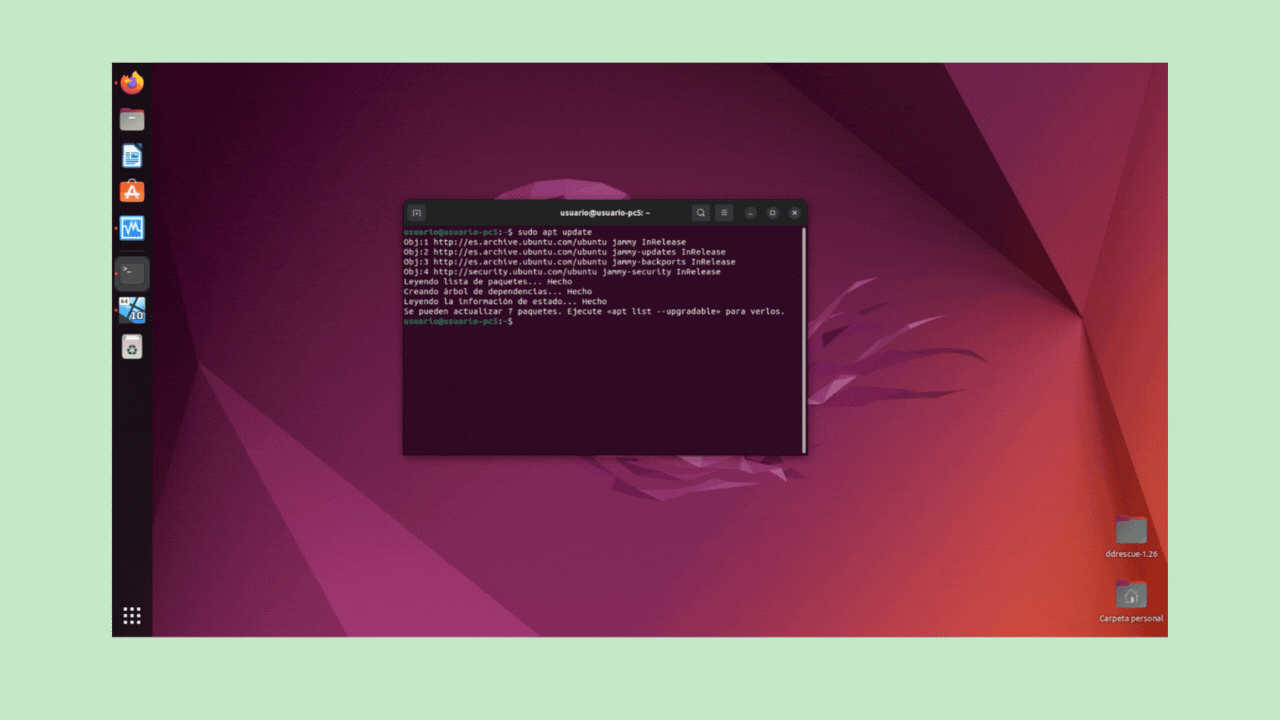 usuario@usuario-pc5: ~
usuario@usuario-pc5:~$ sudo apt update
Obj:1 http://es.archive.ubuntu.com/ubuntu jammy InRelease
Obj:2 http://es.archive.ubuntu.com/ubuntu jammy-updates InRelease
Obj:3 http://es.archive.ubuntu.com/ubuntu jammy-backports InRelease
Obj:4 http://security.ubuntu.com/ubuntu jammy-security InRelease
Leyendo lista de paquetes... Hecho
Creando árbol de dependencias... Hecho
Leyendo la información de estado... Hecho
Se pueden actualizar 7 paquetes. Ejecute «apt list --upgradable» para verlos.
usuario@usuario-pc5:~$
64
10
ddrescue-1.26
Carpeta personal